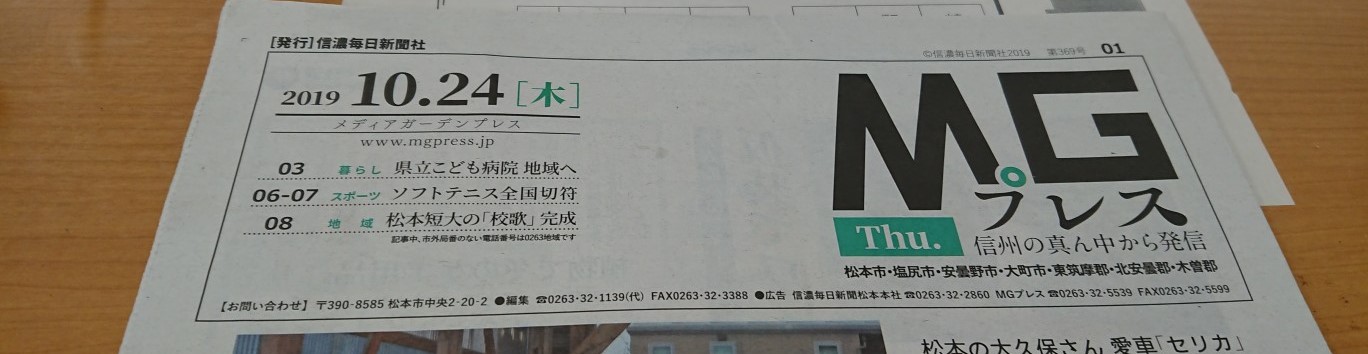 [発行]信濃毎日新聞社
©信濃毎日新聞社2019 第369号 01
2019 10.24 [木]
メディアガーデンプレス
www.mgpress.jp
03 暮らし 県立こども病院 地域へ
06-07 スポーツ ソフトテニス全国切符
08 地域 松本短大の「校歌」完成
記事中、市外局番のない電話番号は0263地域です
MG
プレス
Thu.
信州の真ん中から発信
松本市・塩尻市・安曇野市・大町市・東筑摩郡・北安曇郡・木曽郡
【お問い合わせ】 〒390-8585 松本市中央2-20-2 ●編集 ☎0263・32・1139(代) FAX0263・32・3388 ●広告 信濃毎日新聞松本本社 ☎0263・32・2860 MGプレス ☎0263・32・5539 FAX0263・32・5599
松本の大久保さん 愛車「セリカ」